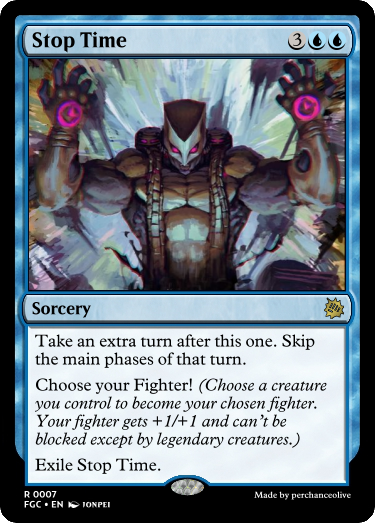 Stop Time 3
Sorcery
Take an extra turn after this one. Skip
the main phases of that turn.
Choose your Fighter! (Choose a creature
you control to become your chosen fighter.
Your fighter gets +1/+1 and can't be
blocked except by legendary creatures.)
Exile Stop Time.
R 0007
FGC • EN JONPEI
Made by perchanceolive